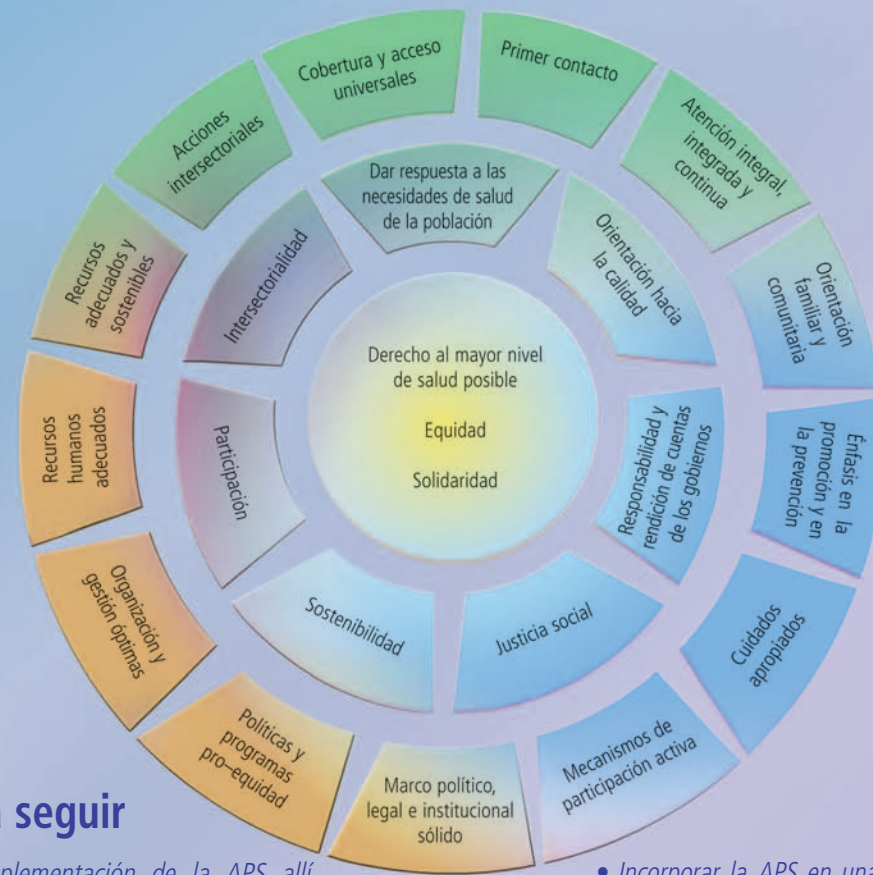 Cobertura y acceso
universales
Primer contacto
Atención integral,
integrada y
continua
Orientación
familiar y
comunitaria
Énfasis en la
promoción y en
la prevención
Cuidados
apropiados
Mecanismos de
participación activa
Marco político,
legal e institucional
sólido
Políticas y
programas
pro–equidad
Organización y
gestión óptimas
Recursos
humanos
adecuados
Recursos
adecuados y
sostenibles
Acciones
intersectoriales
Dar respuesta a las
necesidades de salud
de la población
Orientación hacia
la calidad
Responsabilidad y
rendición de cuentas
de los gobiernos
Justicia social
Sostenibilidad
Participación
Intersectorialidad
Derecho al mayor nivel
de salud posible
Equidad
Solidaridad
seguir
de la APS allí
• Incorporar la APS en una